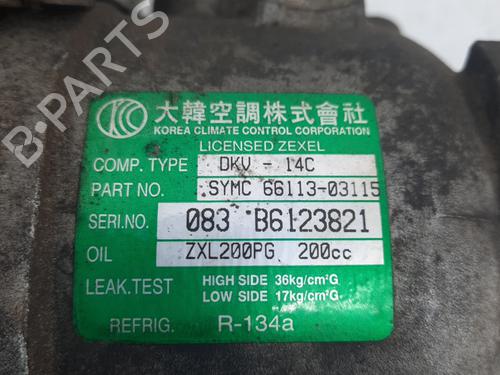 B-PARTS
KCC
大韓空調株式會社
KOREA CLIMATE CONTROL CORPORATION
LICENSED ZEXEL
COMP. TYPE DKV - 14C
PART NO. SYMC 66113-03115
SERI.NO. 083 B6123821
OIL ZXL200PG 200cc
LEAK.TEST HIGH SIDE 36kg/cm²G
LOW SIDE 17kg/cm²G
REFRIG. R-134a